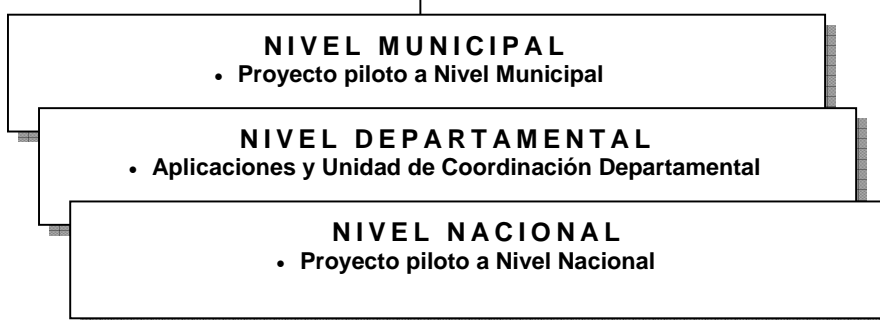 NIVEL MUNICIPAL
• Proyecto piloto a Nivel Municipal
NIVEL DEPARTAMENTAL
• Aplicaciones y Unidad de Coordinación Departamental
NIVEL NACIONAL
• Proyecto piloto a Nivel Nacional